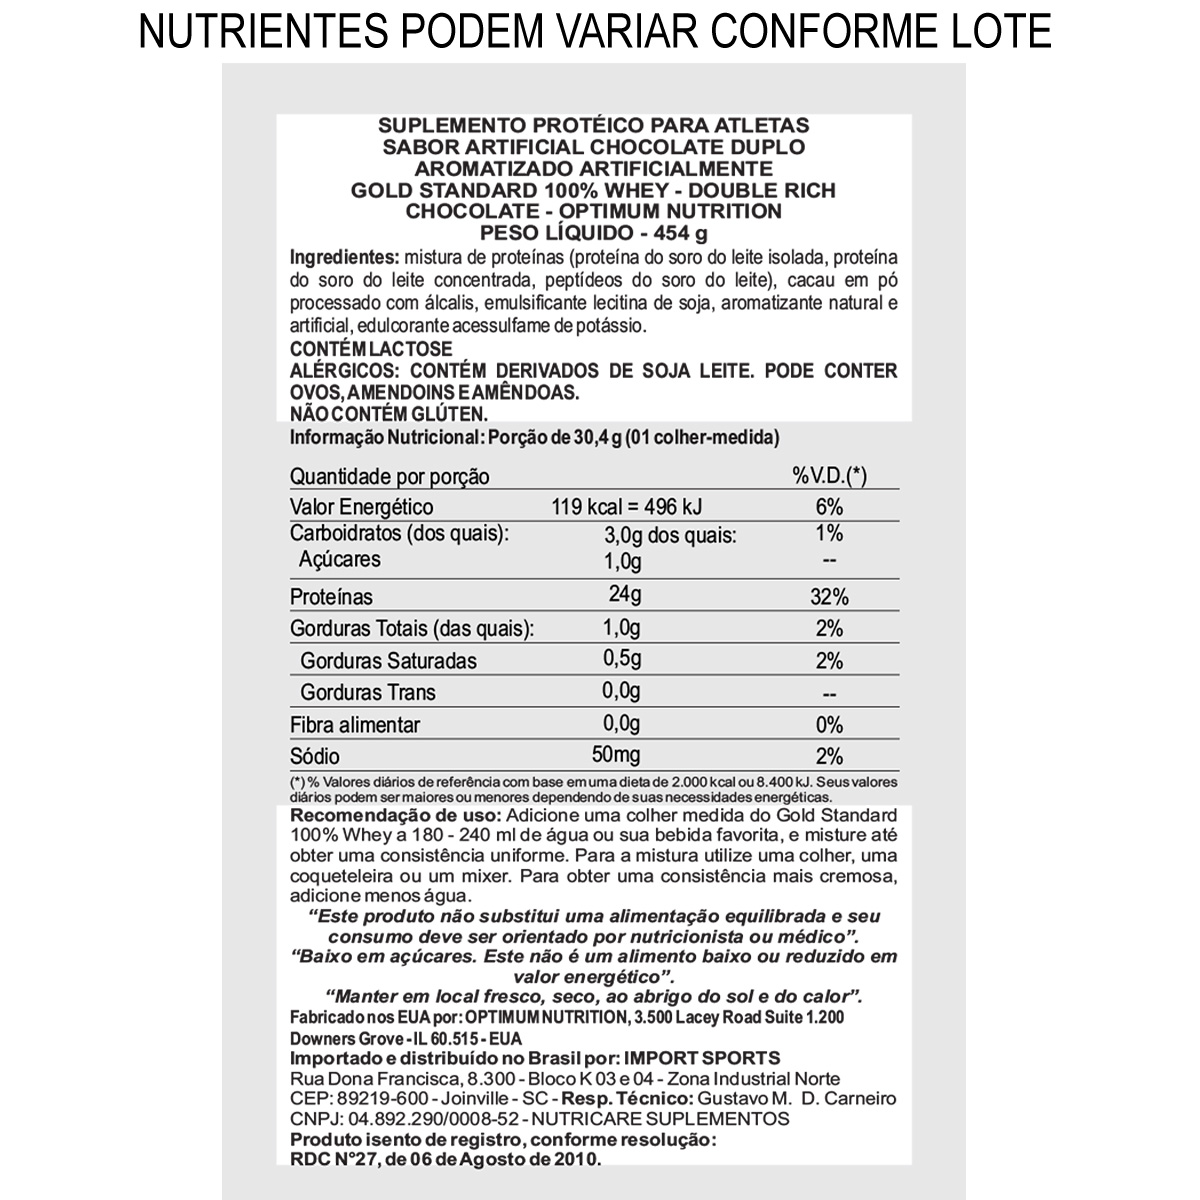 NUTRIENTES PODEM VARIAR CONFORME LOTE
SUPLEMENTO PROTÉICO PARA ATLETAS
SABOR ARTIFICIAL CHOCOLATE DUPLO
AROMATIZADO ARTIFICIALMENTE
GOLD STANDARD 100% WHEY - DOUBLE RICH
CHOCOLATE - OPTIMUM NUTRITION
PESO LÍQUIDO - 454 g
Ingredientes: mistura de proteínas (proteína do soro do leite isolada, proteína
do soro do leite concentrada, peptídeos do soro do leite), cacau em pó
processado com álcalis, emulsificante lecitina de soja, aromatizante natural e
artificial, edulcorante acessulfame de potássio.
CONTÉM LACTOSE
ALÉRGICOS: CONTÉM DERIVADOS DE SOJA LEITE. PODE CONTER
OVOS, AMENDOINS E AMÊNDOAS.
NÃO CONTÉM GLÚTEN.
Informação Nutricional: Porção de 30,4 g (01 colher-medida)
Quantidade por porção %V.D.(*)
Valor Energético 119 kcal = 496 kJ 6%
Carboidratos (dos quais): 3,0g dos quais: 1%
Açúcares 1,0g --
Proteínas 24g 32%
Gorduras Totais (das quais): 1,0g 2%
Gorduras Saturadas 0,5g 2%
Gorduras Trans 0,0g --
Fibra alimentar 0,0g 0%
Sódio 50mg 2%
(*) % Valores diários de referência com base em uma dieta de 2.000 kcal ou 8.400 kJ. Seus valores
diários podem ser maiores ou menores dependendo de suas necessidades energéticas.
Recomendação de uso: Adicione uma colher medida do Gold Standard
100% Whey a 180 - 240 ml de água ou sua bebida favorita, e misture até
obter uma consistência uniforme. Para a mistura utilize uma colher, uma
coqueteleira ou um mixer. Para obter uma consistência mais cremosa,
adicione menos água.
“Este produto não substitui uma alimentação equilibrada e seu
consumo deve ser orientado por nutricionista ou médico”.
“Baixo em açúcares. Este não é um alimento baixo ou reduzido em
valor energético”.
“Manter em local fresco, seco, ao abrigo do sol e do calor”.
Fabricado nos EUA por: OPTIMUM NUTRITION, 3.500 Lacey Road Suite 1.200
Downers Grove - IL 60.515 - EUA
Importado e distribuído no Brasil por: IMPORT SPORTS
Rua Dona Francisca, 8.300 - Bloco K 03 e 04 - Zona Industrial Norte
CEP: 89219-600 - Joinville - SC - Resp. Técnico: Gustavo M. D. Carneiro
CNPJ: 04.892.290/0008-52 - NUTRICARE SUPLEMENTOS
Produto isento de registro, conforme resolução:
RDC N°27, de 06 de Agosto de 2010.